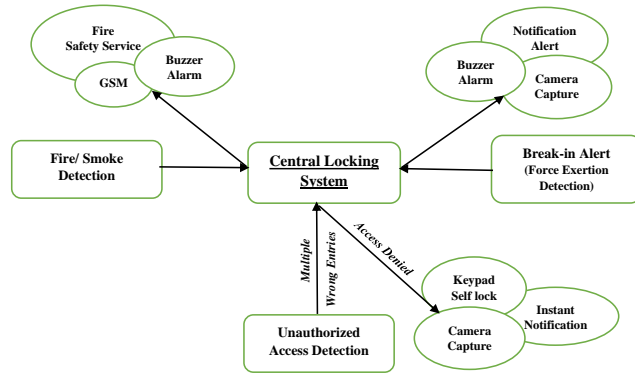 Fire
Safety Service
Buzzer
Alarm
GSM
Notification
Alert
Buzzer
Alarm
Camera
Capture
Fire/ Smoke
Detection
Central Locking
System
Break-in Alert
(Force Exertion
Detection)
Multiple
Wrong Entries
Access Denied
Keypad
Self lock
Instant
Notification
Camera
Capture
Unauthorized
Access Detection